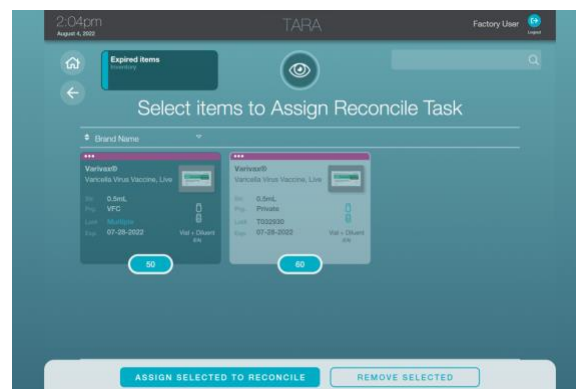 2:04pm
August 4, 2022
TARA
Factory User
Logout
Expired items
Inventory
Select items to Assign Reconcile Task
Brand Name
Varivax®
Varicella Virus Vaccine, Live
0.5mL
VFC
Multiple
Exp. 07-28-2022
Vial + Diluent
50
Varivax®
Varicella Virus Vaccine, Live
0.5mL
Private
T032930
Exp. 07-28-2022
Vial + Diluent
60
ASSIGN SELECTED TO RECONCILE
REMOVE SELECTED